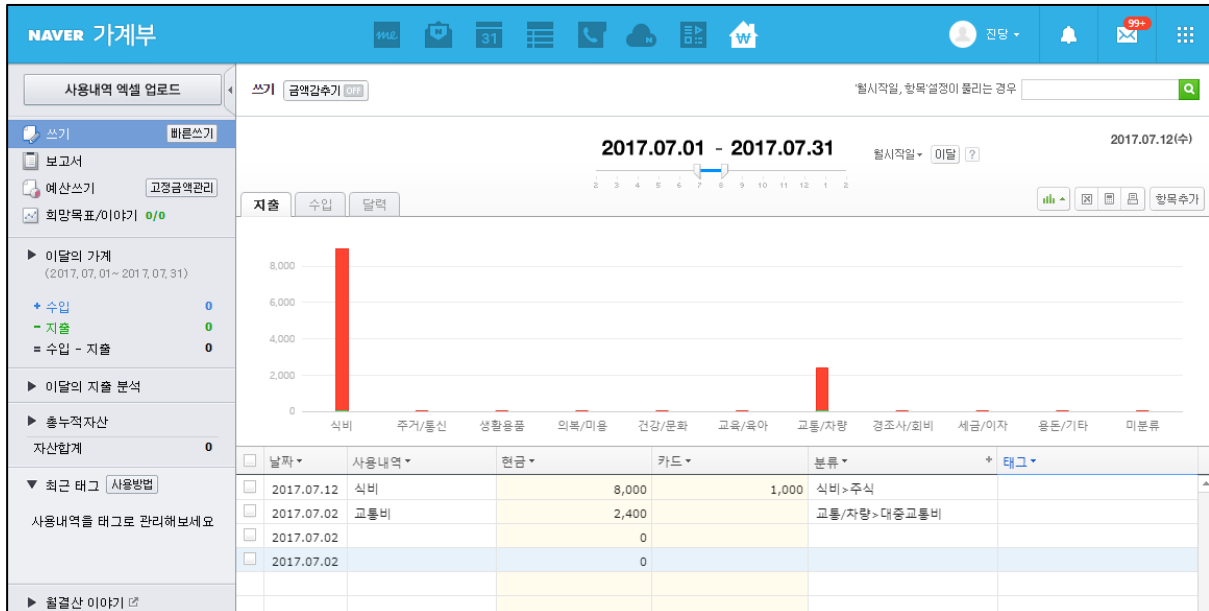 NAVER 가계부
me
31
N
₩
진당
99+
사용내역 엑셀 업로드
쓰기 금액감추기 OFF
'월시작일, 항목'설정이 풀리는 경우
쓰기 빠른쓰기
보고서
예산쓰기 고정금액관리
희망목표/이야기 0/0
2017.07.01 - 2017.07.31
월시작일 이달 ?
2017.07.12(수)
2 3 4 5 6 7 8 9 10 11 12 1 2
지출 수입 달력
항목추가
이달의 가계
(2017.07.01~2017.07.31)
+ 수입 0
- 지출 0
= 수입 - 지출 0
이달의 지출 분석
총누적자산
자산합계 0
최근 태그 사용방법
사용내역을 태그로 관리해보세요
월결산 이야기
8,000
6,000
4,000
2,000
0
식비 주거/통신 생활용품 의복/미용 건강/문화 교육/육아 교통/차량 경조사/회비 세금/이자 용돈/기타 미분류
날짜 사용내역 현금 카드 분류 + 태그
2017.07.12 식비 8,000 1,000 식비>주식
2017.07.02 교통비 2,400 교통/차량>대중교통비
2017.07.02 0
2017.07.02 0